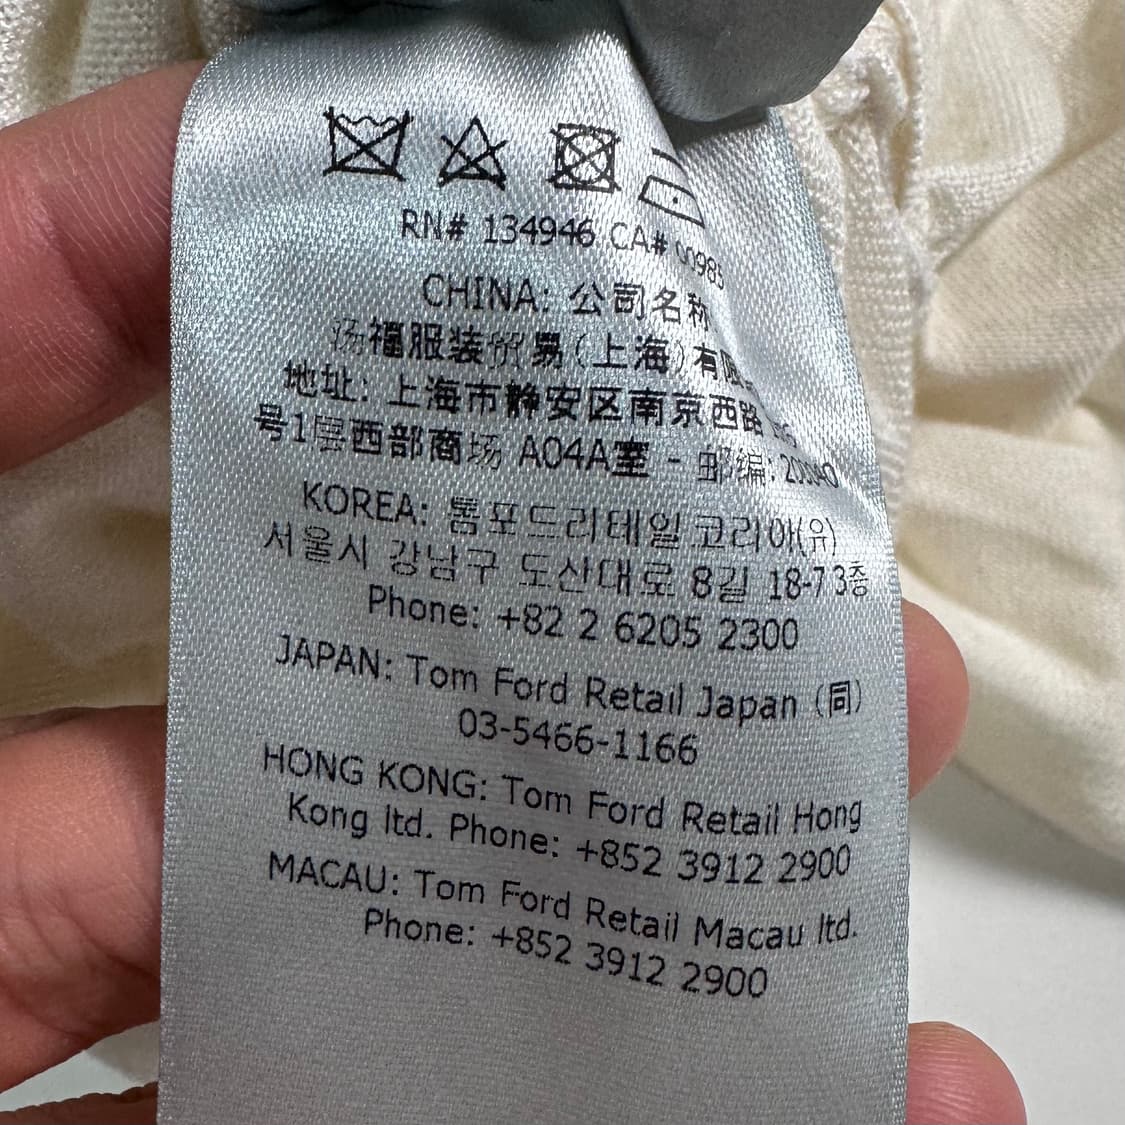 RN# 134946 CA# 00985
CHINA: 公司名称
汤福服装贸易(上海)有限
地址: 上海市静安区南京西路
号1层西部商场 A04A室 - 邮编: 200040
KOREA: 톰포드리테일 코리아(유)
서울시 강남구 도산대로 8길 18-7 3층
Phone: +82 2 6205 2300
JAPAN: Tom Ford Retail Japan (同)
03-5466-1166
HONG KONG: Tom Ford Retail Hong
Kong ltd. Phone: +852 3912 2900
MACAU: Tom Ford Retail Macau ltd.
Phone: +852 3912 2900